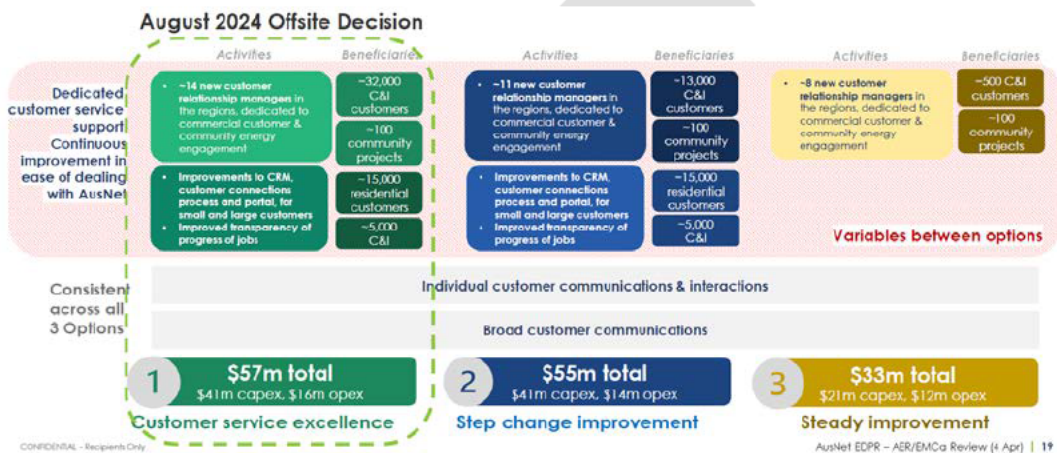 August 2024 Offsite Decision
Activities
Beneficiaries
Activities
Beneficiaries
Activities
Beneficiaries
Dedicated
customer service
support
Continuous
improvement in
ease of dealing
with AusNet
• ~14 new customer
relationship managers in
the regions, dedicated to
commercial customer &
community energy
engagement
~32,000
C&I
customers
~100
community
projects
• Improvements to CRM,
customer connections
process and portal, for
small and large customers
• Improved transparency of
progress of jobs
~15,000
residential
customers
~5,000
C&I
• ~11 new customer
relationship managers in
the regions, dedicated to
commercial customer &
community energy
engagement
~13,000
C&I
customers
~100
community
projects
• Improvements to CRM,
customer connections
process and portal, for
small and large customers
• Improved transparency of
progress of jobs
~15,000
residential
customers
~5,000
C&I
• ~8 new customer
relationship managers in
the regions, dedicated to
commercial customer &
community energy
engagement
~500 C&I
customers
~100
community
projects
Variables between options
Consistent
across all
3 Options
Individual customer communications & interactions
Broad customer communications
1
$57m total
$41m capex, $16m opex
Customer service excellence
2
$55m total
$41m capex, $14m opex
Step change improvement
3
$33m total
$21m capex, $12m opex
Steady improvement
CONFIDENTIAL - Recipients Only
AusNet EDPR – AER/EMCa Review (4 Apr) | 19